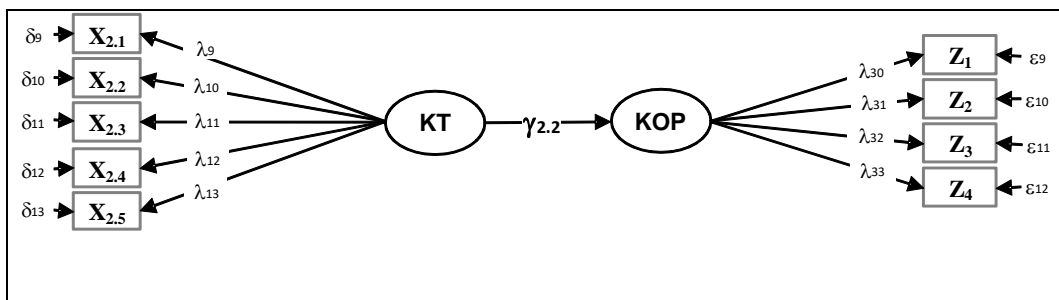 δ9 X2.1 λ9
δ10 X2.2 λ10
δ11 X2.3 λ11
δ12 X2.4 λ12
δ13 X2.5 λ13
KT γ2.2 KOP
λ30 Z1 ε9
λ31 Z2 ε10
λ32 Z3 ε11
λ33 Z4 ε12